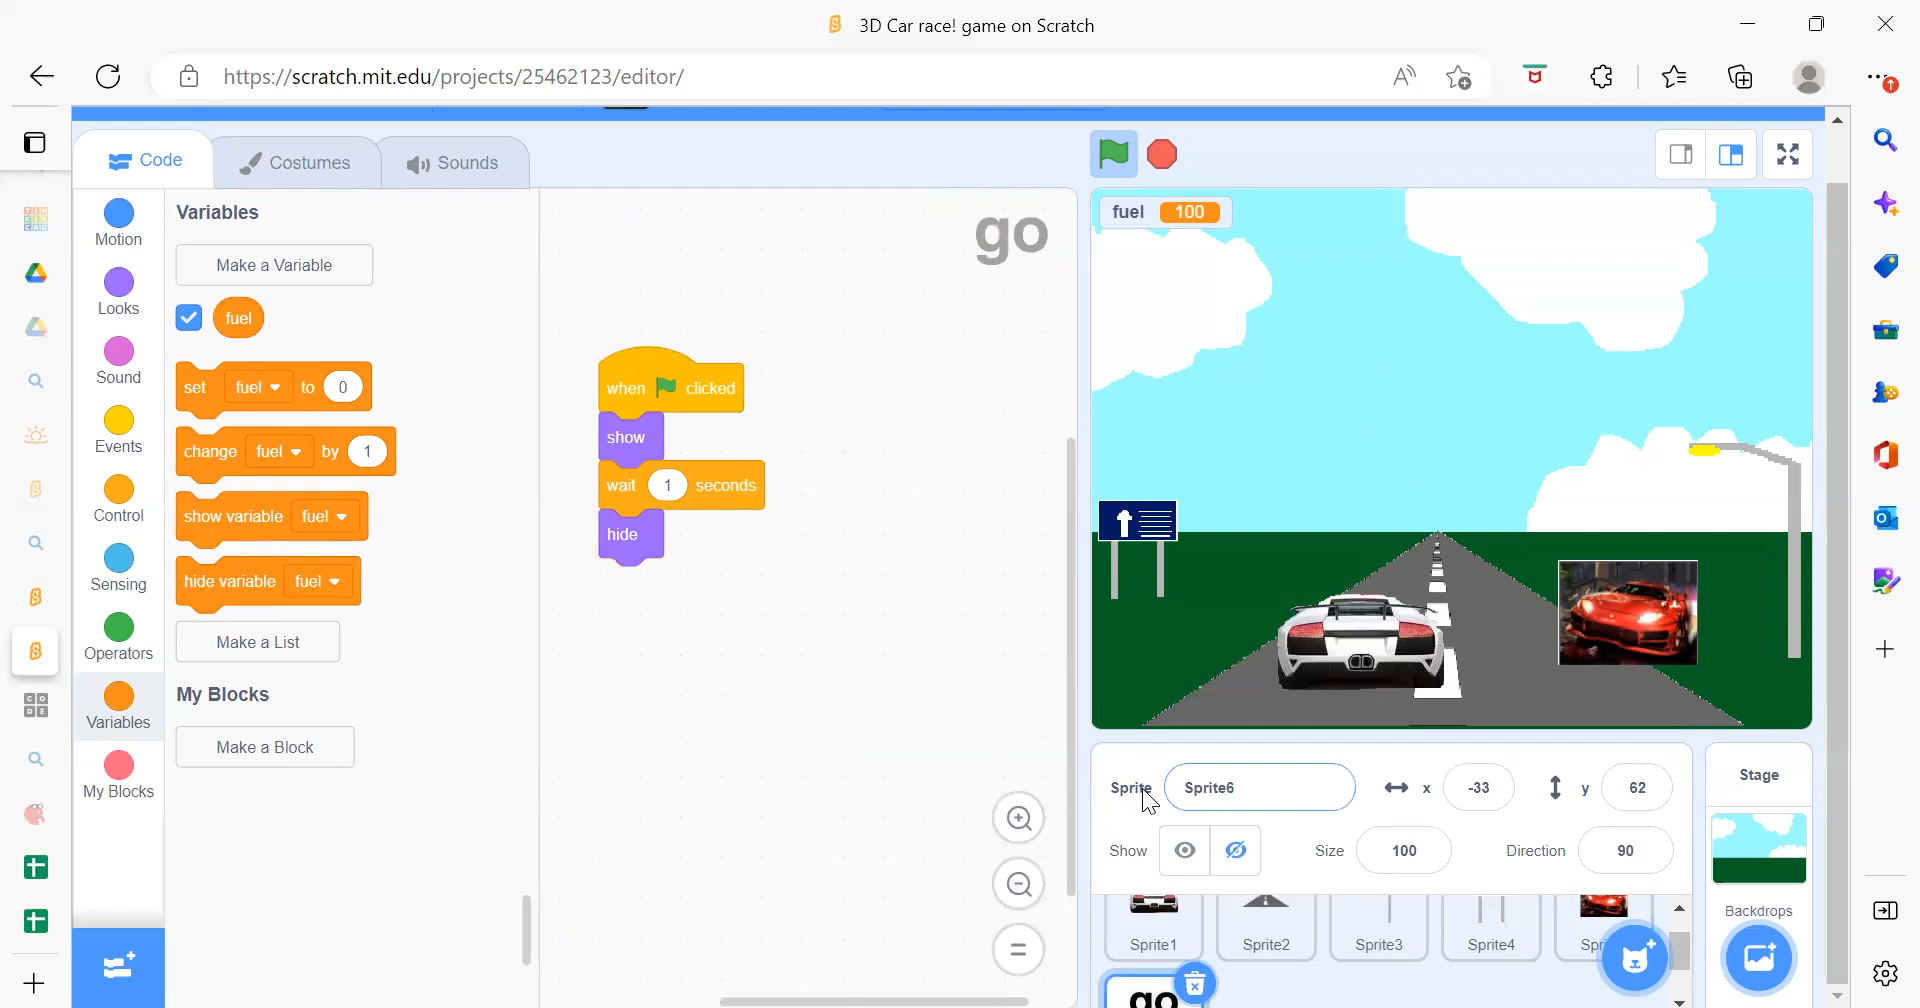 3D Car race! game on Scratch
https://scratch.mit.edu/projects/25462123/editor/
Code
Costumes
Sounds
Motion
Looks
Sound
Events
Control
Sensing
Operators
Variables
My Blocks
Variables
Make a Variable
fuel
set fuel to 0
change fuel by 1
show variable fuel
hide variable fuel
Make a List
My Blocks
Make a Block
go
when clicked
show
wait 1 seconds
hide
fuel 100
Sprite Sprite6 x -33 y 62
Show Size 100 Direction 90
Sprite1 Sprite2 Sprite3 Sprite4
go
Stage
Backdrops